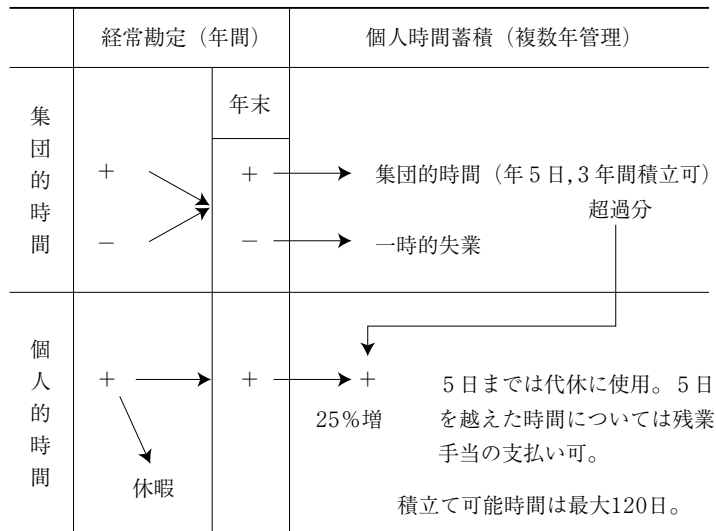 経常勘定（年間）
個人時間蓄積（複数年管理）
集団的時間
年末
＋
＋
集団的時間（年５日,３年間積立可）
超過分
－
－
一時的失業
個人的時間
＋
＋
＋
25％増
休暇
５日までは代休に使用。５日
を越えた時間については残業
手当の支払い可。
積立て可能時間は最大120日。